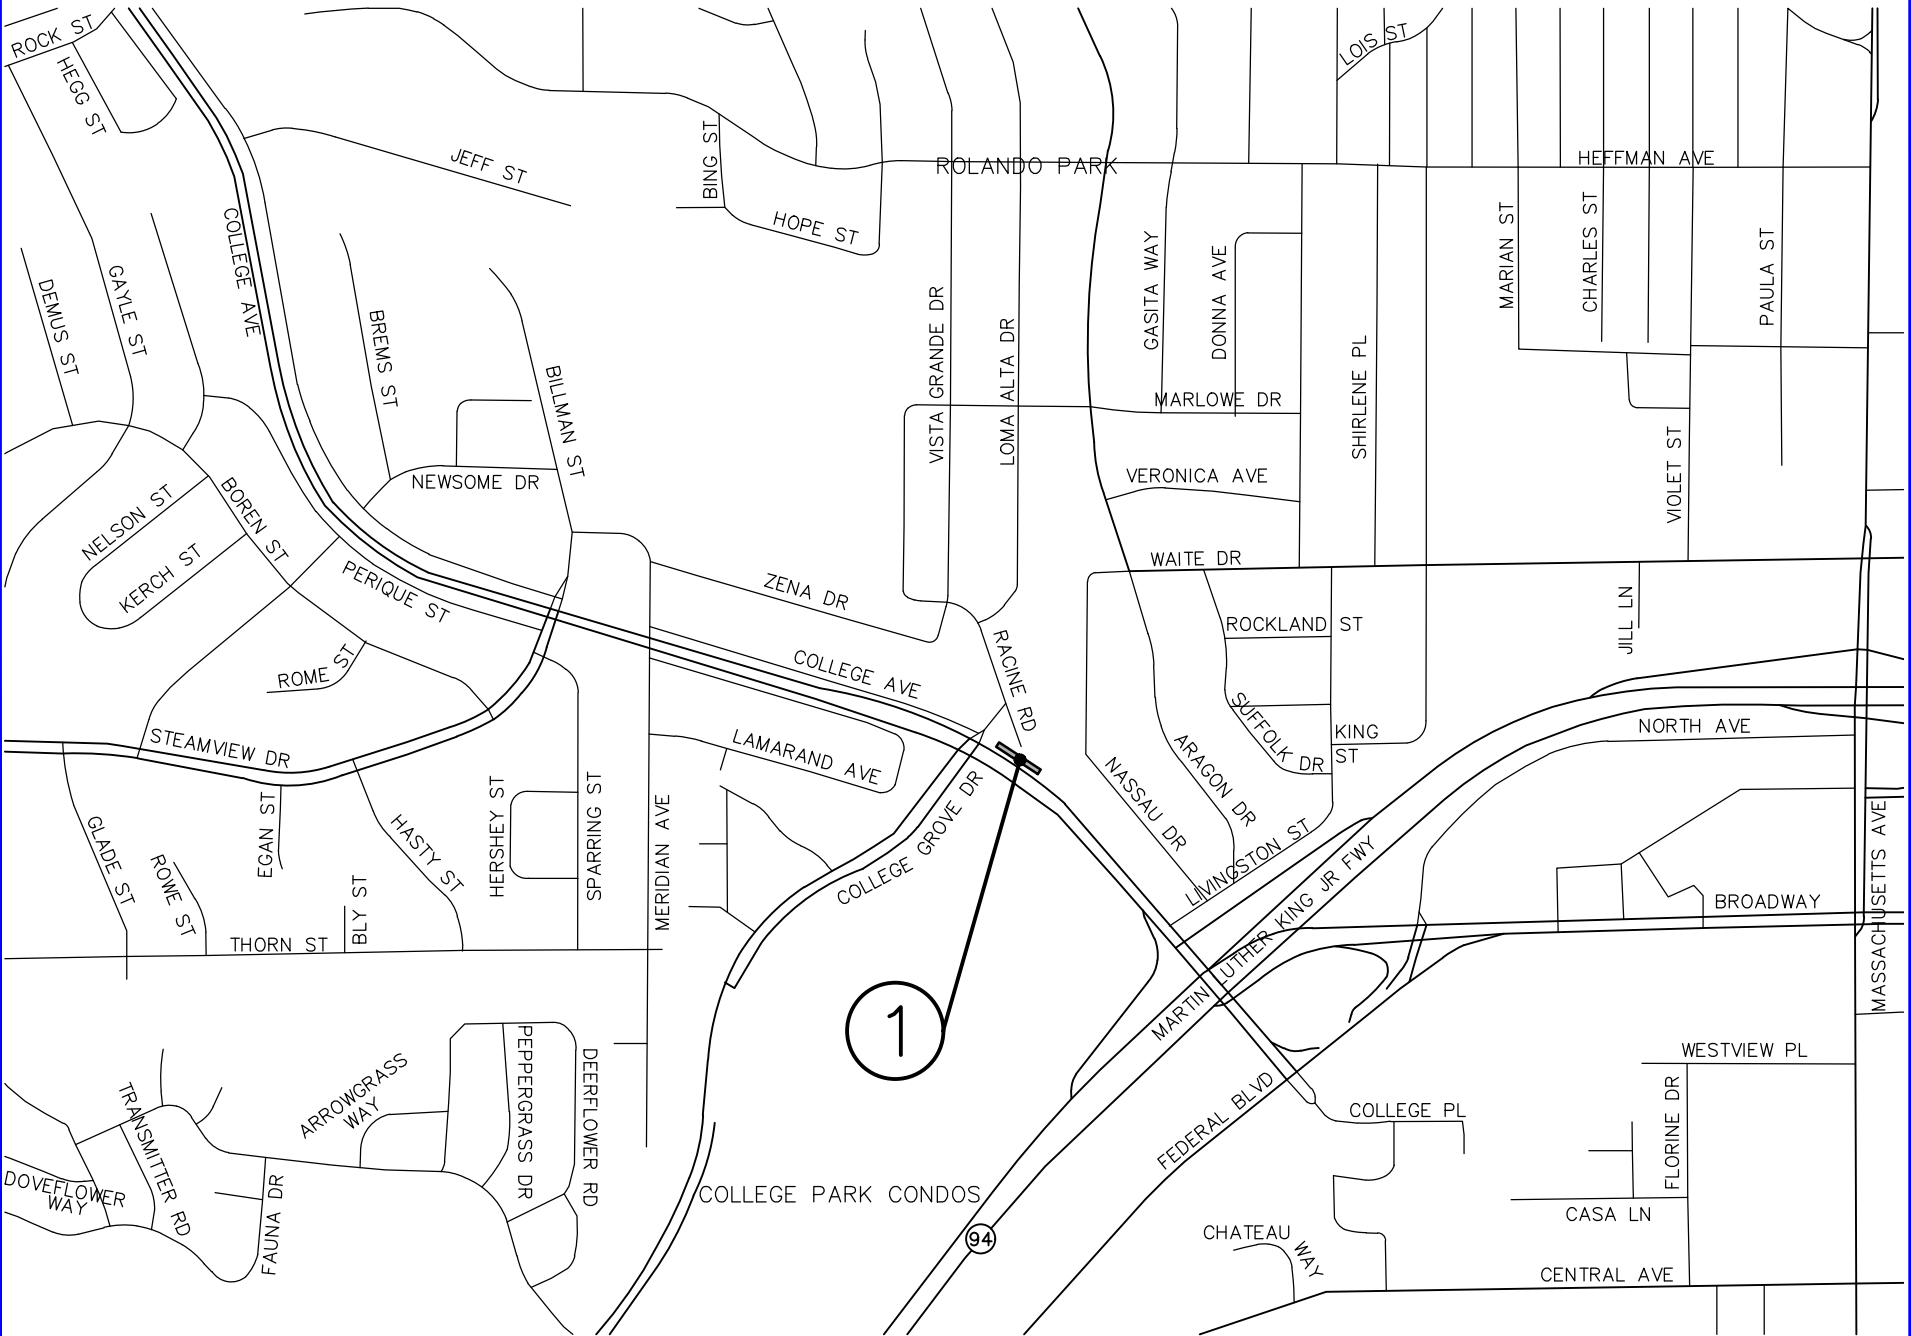 ROCK ST
HEGG ST
LOIS ST
JEFF ST
BING ST
ROLANDO PARK
HEFFMAN AVE
HOPE ST
COLLEGE AVE
GAYLE ST
DEMUS ST
BREMS ST
BILLMAN ST
VISTA GRANDE DR
LOMA ALTA DR
GASITA WAY
DONNA AVE
SHIRLENE PL
MARIAN ST
CHARLES ST
PAULA ST
MARLOWE DR
VIOLET ST
NEWSOME DR
VERONICA AVE
NELSON ST
BOREN ST
KERCH ST
PERIQUE ST
ZENA DR
WAITE DR
JILL LN
ROCKLAND ST
RACINE RD
COLLEGE AVE
ROME ST
STEAMVIEW DR
LAMARAND AVE
SUFFOLK DR
KING
ST
NORTH AVE
ARAGON DR
NASSAU DR
EGAN ST
GLADE ST
ROWE ST
HASTY ST
BLY ST
HERSHEY ST
SPARRING ST
MERIDIAN AVE
COLLEGE GROVE DR
LIVINGSTON ST
MARTIN LUTHER KING JR FWY
BROADWAY
MASSACHUSETTS AVE
THORN ST
1
WESTVIEW PL
FLORINE DR
COLLEGE PL
FEDERAL BLVD
ARROWGRASS
WAY
PEPPERGRASS DR
DEERFLOWER RD
TRANSMITTER RD
DOVEFLOWER
WAY
FAUNA DR
COLLEGE PARK CONDOS
94
CASA LN
CHATEAU
WAY
CENTRAL AVE